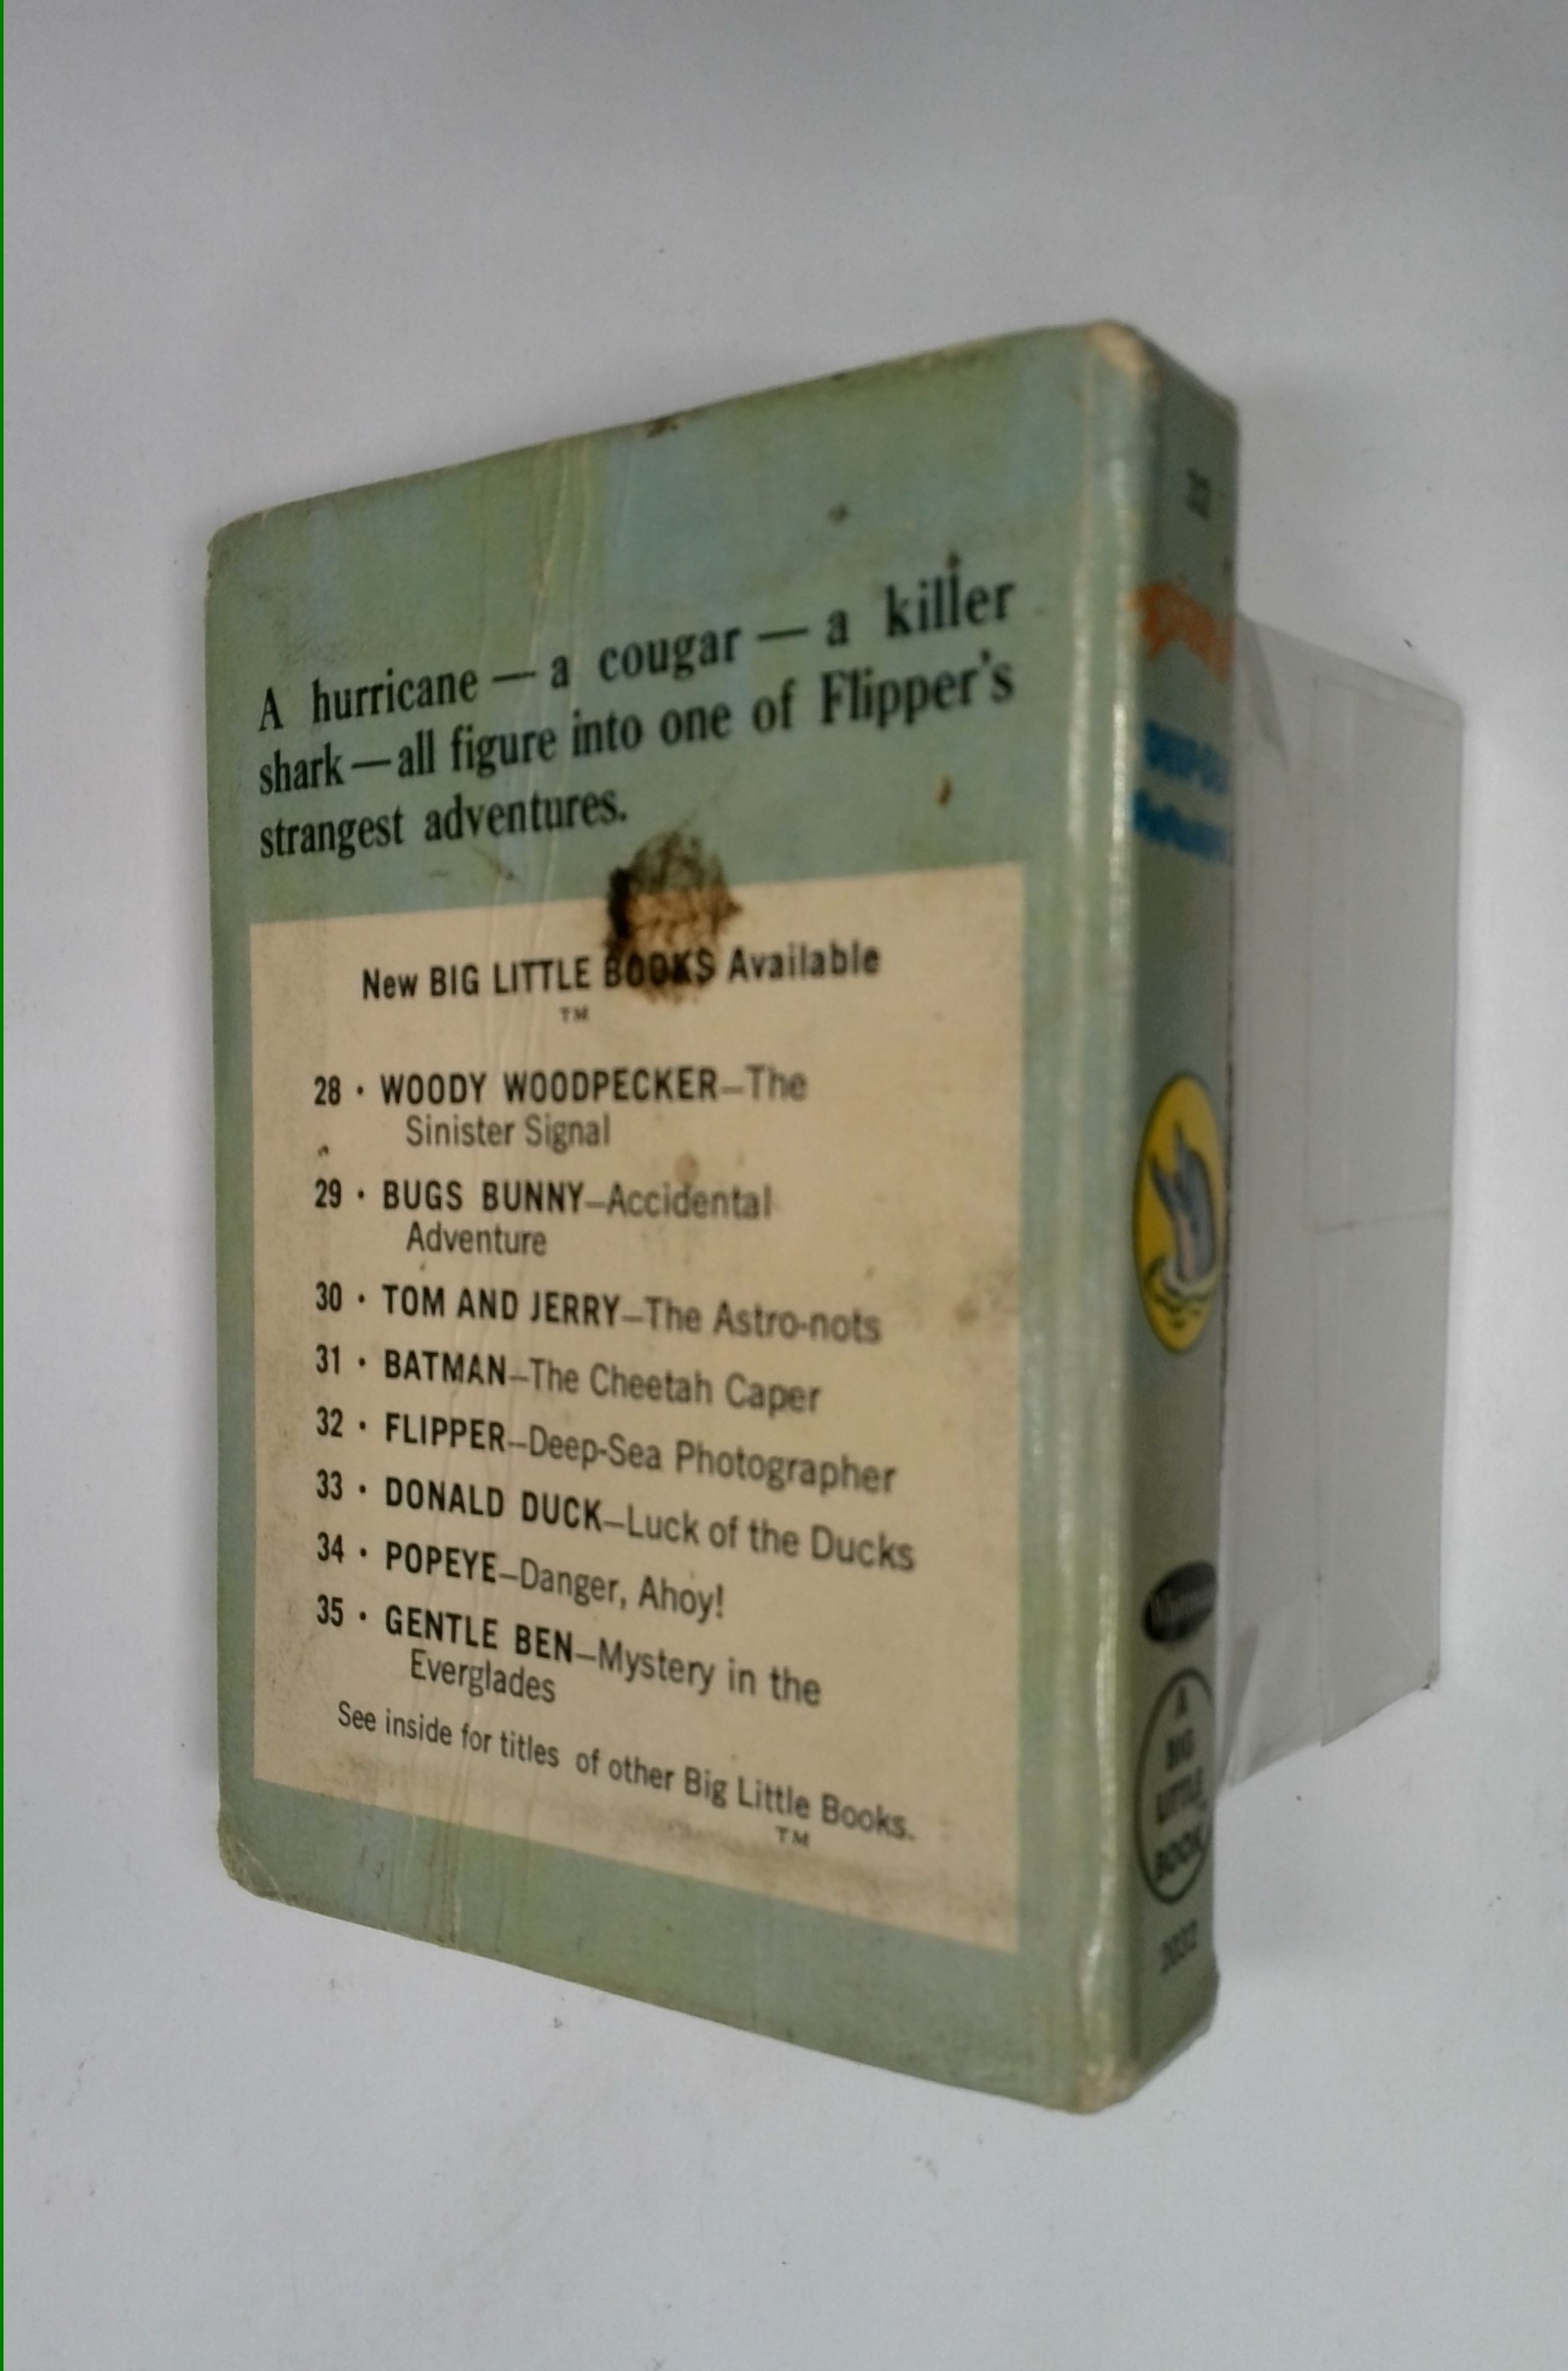 A hurricane — a cougar — a killer
shark — all figure into one of Flipper's
strangest adventures.
New BIG LITTLE BOOKS Available
TM
28 · WOODY WOODPECKER—The
Sinister Signal
29 · BUGS BUNNY—Accidental
Adventure
30 · TOM AND JERRY—The Astro-nots
31 · BATMAN—The Cheetah Caper
32 · FLIPPER—Deep-Sea Photographer
33 · DONALD DUCK—Luck of the Ducks
34 · POPEYE—Danger, Ahoy!
35 · GENTLE BEN—Mystery in the
Everglades
See inside for titles of other Big Little Books.
TM
A
BIG
LITTLE
BOOK